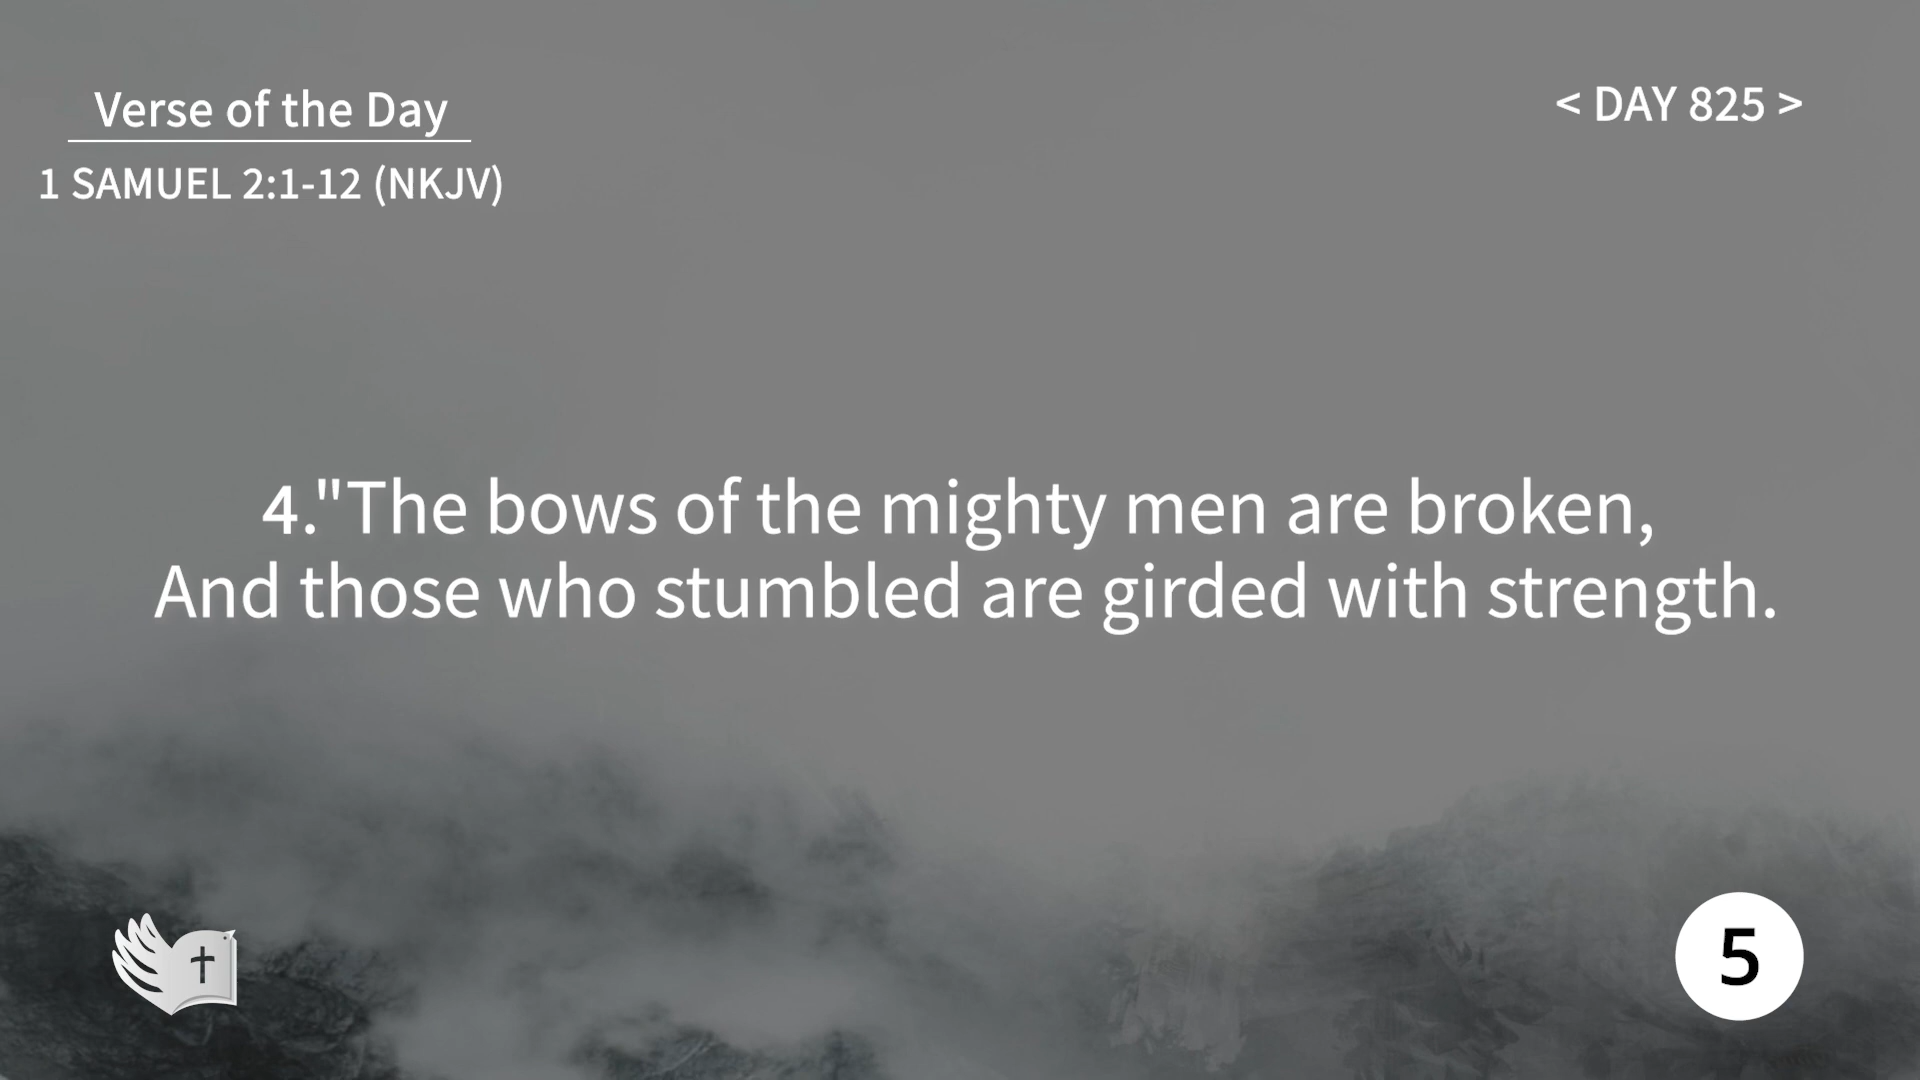 Verse of the Day
1 SAMUEL 2:1-12 (NKJV)
< DAY 825 >
4."The bows of the mighty men are broken,
And those who stumbled are girded with strength.
5